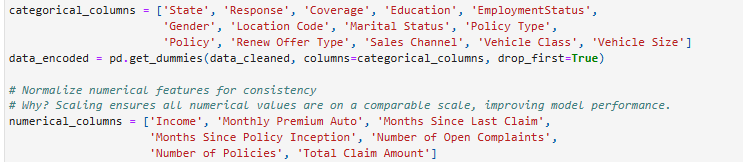 categorical_columns = ['State', 'Response', 'Coverage', 'Education', 'EmploymentStatus',
'Gender', 'Location Code', 'Marital Status', 'Policy Type',
'Policy', 'Renew Offer Type', 'Sales Channel', 'Vehicle Class', 'Vehicle Size']
data_encoded = pd.get_dummies(data_cleaned, columns=categorical_columns, drop_first=True)
# Normalize numerical features for consistency
# Why? Scaling ensures all numerical values are on a comparable scale, improving model performance.
numerical_columns = ['Income', 'Monthly Premium Auto', 'Months Since Last Claim',
'Months Since Policy Inception', 'Number of Open Complaints',
'Number of Policies', 'Total Claim Amount']